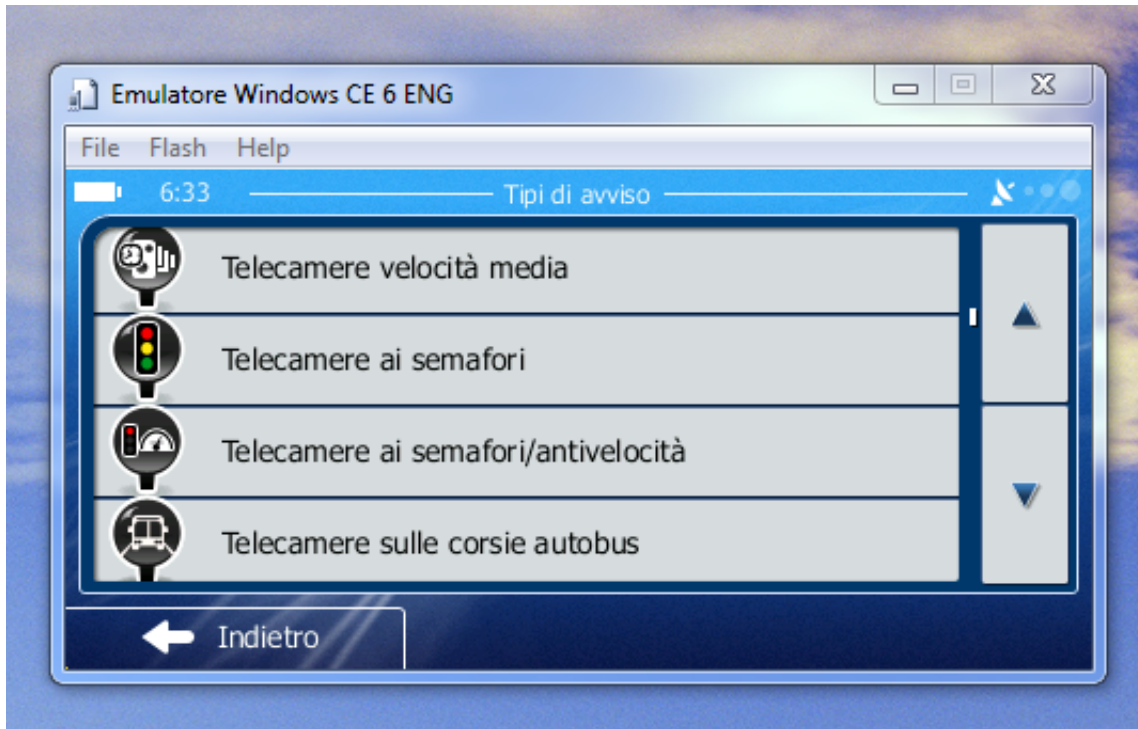 Emulatore Windows CE 6 ENG
File Flash Help
6:33 Tipi di avviso
Telecamere velocità media
Telecamere ai semafori
Telecamere ai semafori/antivelocità
Telecamere sulle corsie autobus
Indietro